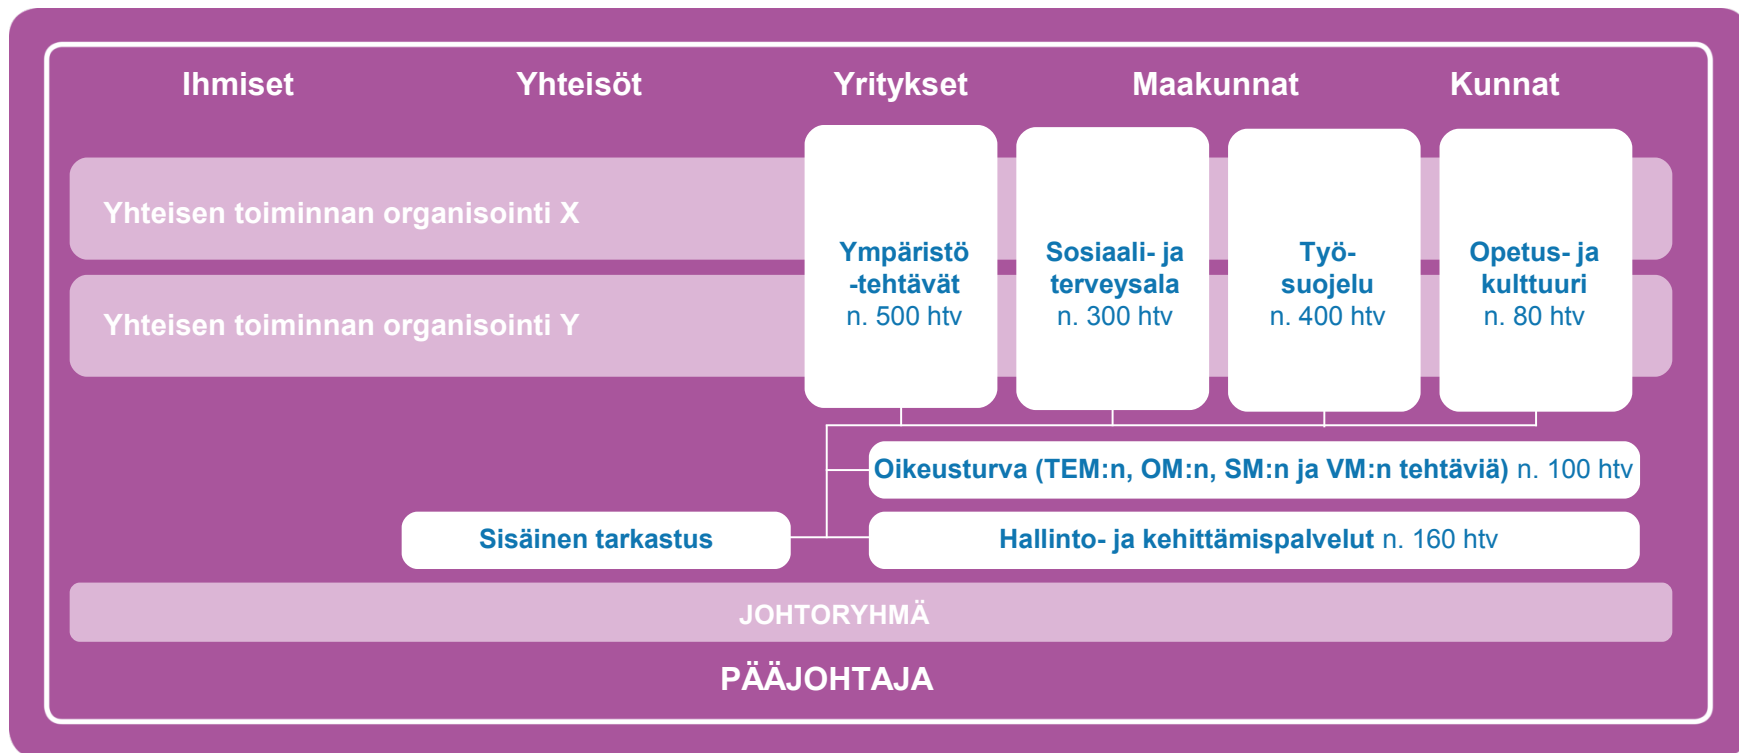 Ihmiset
Yhteisöt
Yritykset
Maakunnat
Kunnat
Yhteisen toiminnan organisointi X
Yhteisen toiminnan organisointi Y
Ympäristö
-tehtävät
n. 500 htv
Sosiaali- ja
terveysala
n. 300 htv
Työ-
suojelu
n. 400 htv
Opetus- ja
kulttuuri
n. 80 htv
Oikeusturva (TEM:n, OM:n, SM:n ja VM:n tehtäviä) n. 100 htv
Sisäinen tarkastus
Hallinto- ja kehittämispalvelut n. 160 htv
JOHTORYHMÄ
PÄÄJOHTAJA